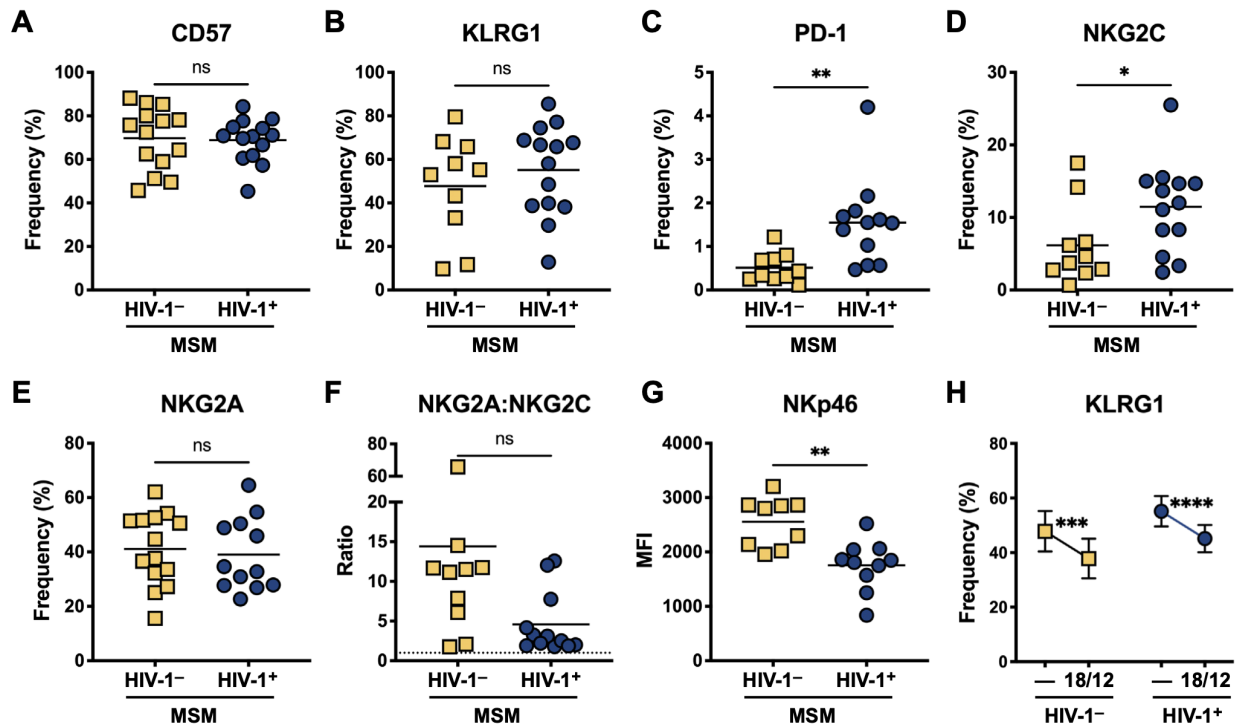 A
CD57
Frequency (%)
100
80
60
40
20
0
ns
HIV-1–
HIV-1+
MSM
B
KLRG1
Frequency (%)
100
80
60
40
20
0
ns
HIV-1–
HIV-1+
MSM
C
PD-1
Frequency (%)
5
4
3
2
1
0
**
HIV-1–
HIV-1+
MSM
D
NKG2C
Frequency (%)
30
20
10
0
*
HIV-1–
HIV-1+
MSM
E
NKG2A
Frequency (%)
80
60
40
20
0
ns
HIV-1–
HIV-1+
MSM
F
NKG2A:NKG2C
Ratio
80
60
20
15
10
5
0
ns
HIV-1–
HIV-1+
MSM
G
NKp46
MFI
4000
3000
2000
1000
0
**
HIV-1–
HIV-1+
MSM
H
KLRG1
Frequency (%)
80
60
40
20
0
***
****
— 18/12
— 18/12
HIV-1–
HIV-1+